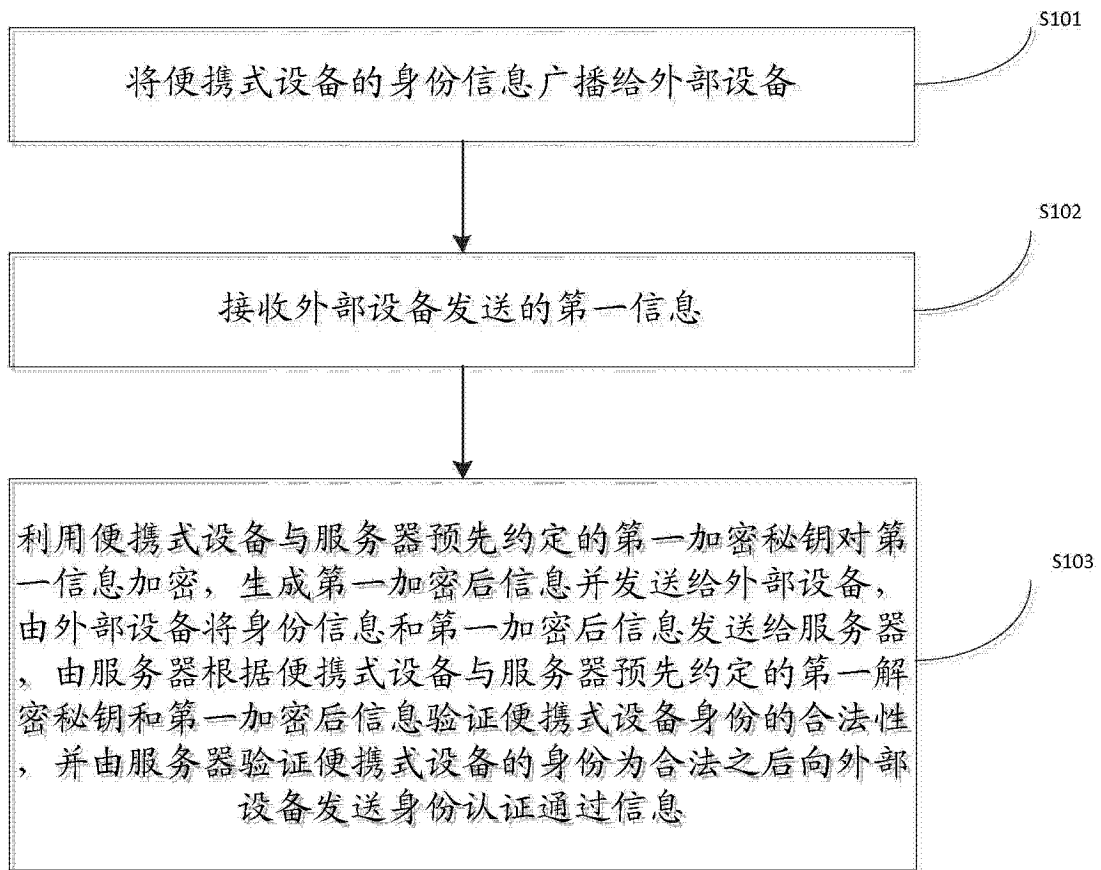 S101
将便携式设备的身份信息广播给外部设备
S102
接收外部设备发送的第一信息
S103
利用便携式设备与服务器预先约定的第一加密秘钥对第
一信息加密，生成第一加密后信息并发送给外部设备，
由外部设备将身份信息和第一加密后信息发送给服务器
，由服务器根据便携式设备与服务器预先约定的第一解
密秘钥和第一加密后信息验证便携式设备身份的合法性
，并由服务器验证便携式设备的身份为合法之后向外部
设备发送身份认证通过信息